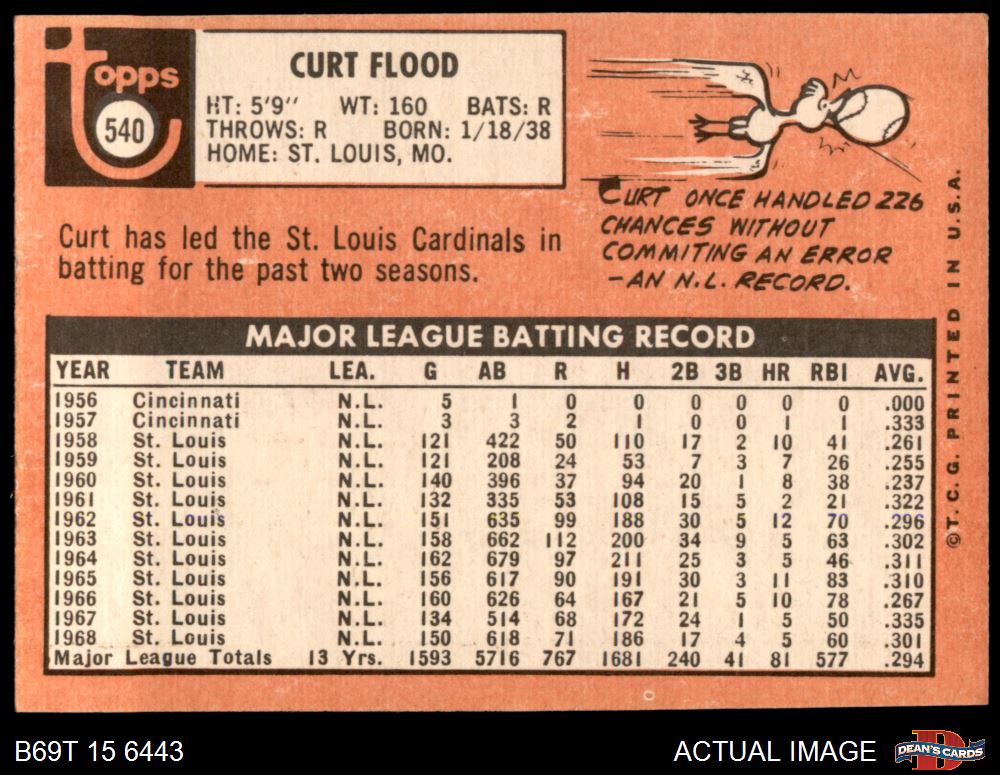 topps
540
CURT FLOOD
HT: 5'9" WT: 160 BATS: R
THROWS: R BORN: 1/18/38
HOME: ST. LOUIS, MO.
CURT ONCE HANDLED 226
CHANCES WITHOUT
COMMITING AN ERROR
–AN N.L. RECORD.
Curt has led the St. Louis Cardinals in
batting for the past two seasons.
MAJOR LEAGUE BATTING RECORD
YEAR TEAM LEA. G AB R H 2B 3B HR RBI AVG.
1956 Cincinnati N.L. 5 1 0 0 0 0 0 0 .000
1957 Cincinnati N.L. 3 3 2 1 0 0 1 1 .333
1958 St. Louis N.L. 121 422 50 110 17 2 10 41 .261
1959 St. Louis N.L. 121 208 24 53 7 3 7 26 .255
1960 St. Louis N.L. 140 396 37 94 20 1 8 38 .237
1961 St. Louis N.L. 132 335 53 108 15 5 2 21 .322
1962 St. Louis N.L. 151 635 99 188 30 5 12 70 .296
1963 St. Louis N.L. 158 662 112 200 34 9 5 63 .302
1964 St. Louis N.L. 162 679 97 211 25 3 5 46 .311
1965 St. Louis N.L. 156 617 90 191 30 3 11 83 .310
1966 St. Louis N.L. 160 626 64 167 21 5 10 78 .267
1967 St. Louis N.L. 134 514 68 172 24 1 5 50 .335
1968 St. Louis N.L. 150 618 71 186 17 4 5 60 .301
Major League Totals 13 Yrs. 1593 5716 767 1681 240 41 81 577 .294
©T. C. G. PRINTED IN U.S.A.
B69T 15 6443
ACTUAL IMAGE
DEAN'S CARDS